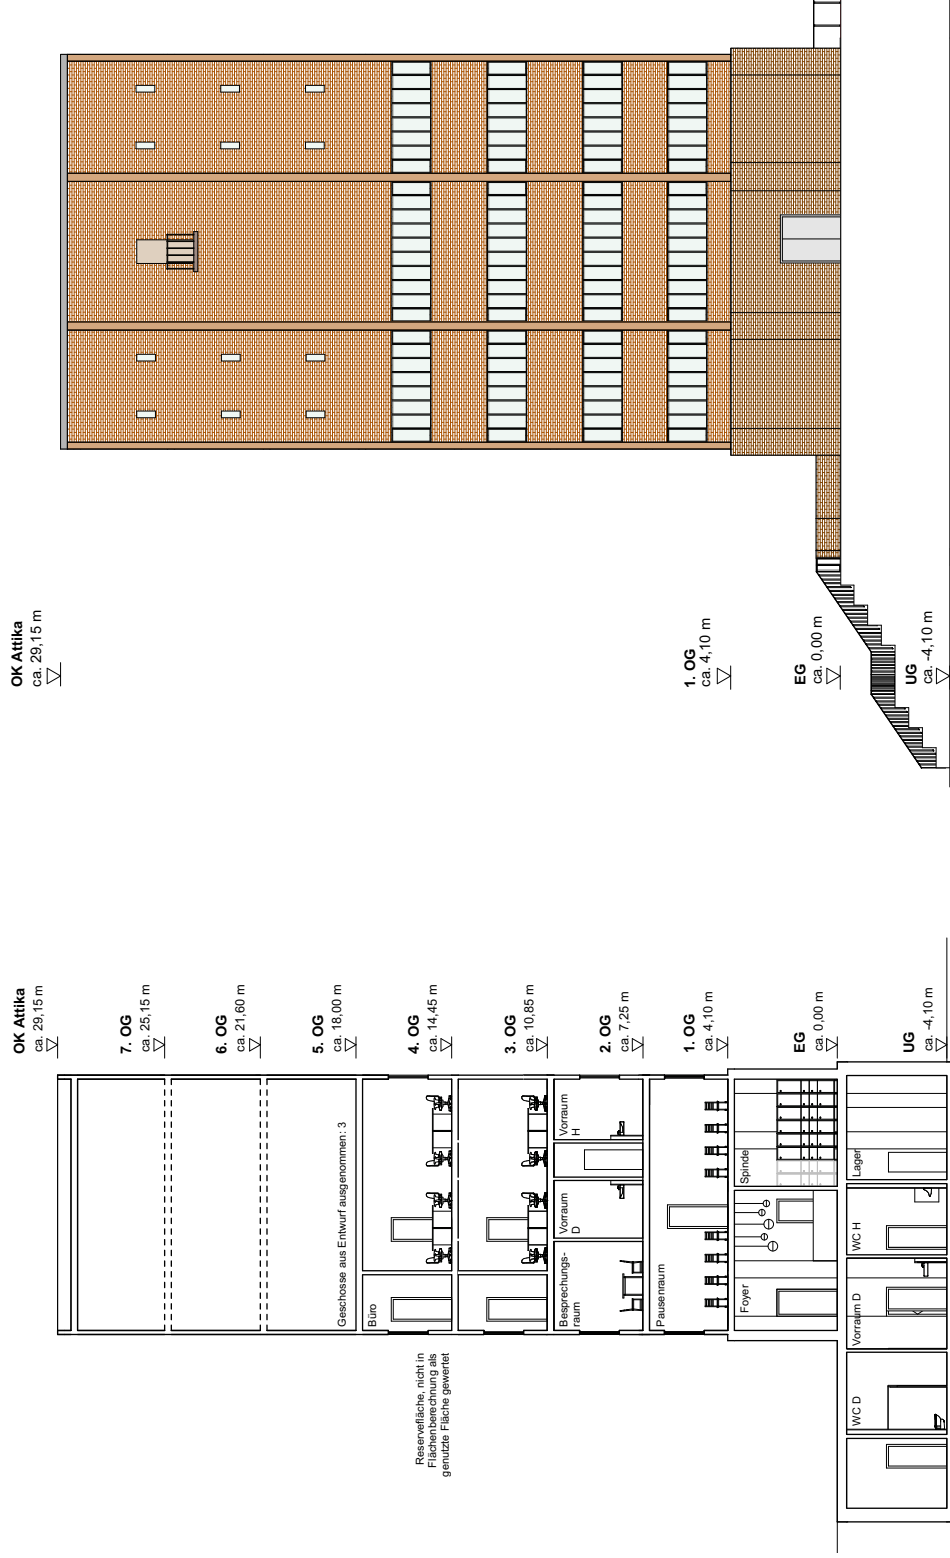 OK Attika
ca. 29,15 m
1. OG
ca. 4,10 m
EG
ca. 0,00 m
UG
ca. -4,10 m
OK Attika
ca. 29,15 m
7. OG
ca. 25,15 m
6. OG
ca. 21,60 m
5. OG
ca. 18,00 m
4. OG
ca. 14,45 m
3. OG
ca. 10,85 m
2. OG
ca. 7,25 m
1. OG
ca. 4,10 m
EG
ca. 0,00 m
UG
ca. -4,10 m
Geschosse aus Entwurf ausgenommen: 3
Büro
Reservefläche, nicht in
Flächenberechnung als
genutzte Fläche gewertet
Besprechungs-
raum
Vorraum
D
Vorraum
H
Pausenraum
Foyer
Spinde
WC D
Vorraum D
WC H
Lager